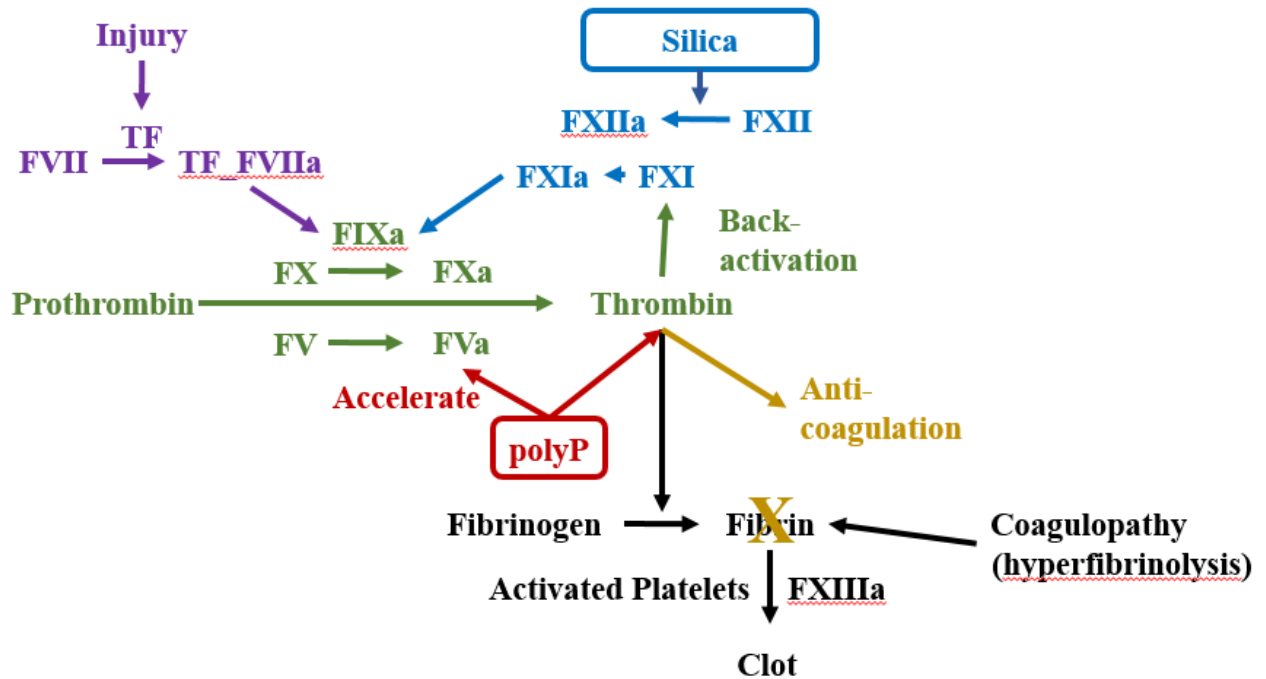 Injury
Silica
TF
FXIIa
FXII
FVII
TF_FVIIa
FXIa
FXI
FIXa
Back-
activation
FX
FXa
Prothrombin
Thrombin
FV
FVa
Accelerate
Anti-
coagulation
polyP
Fibrinogen
Fibrin
X
Coagulopathy
(hyperfibrinolysis)
Activated Platelets
FXIIIa
Clot